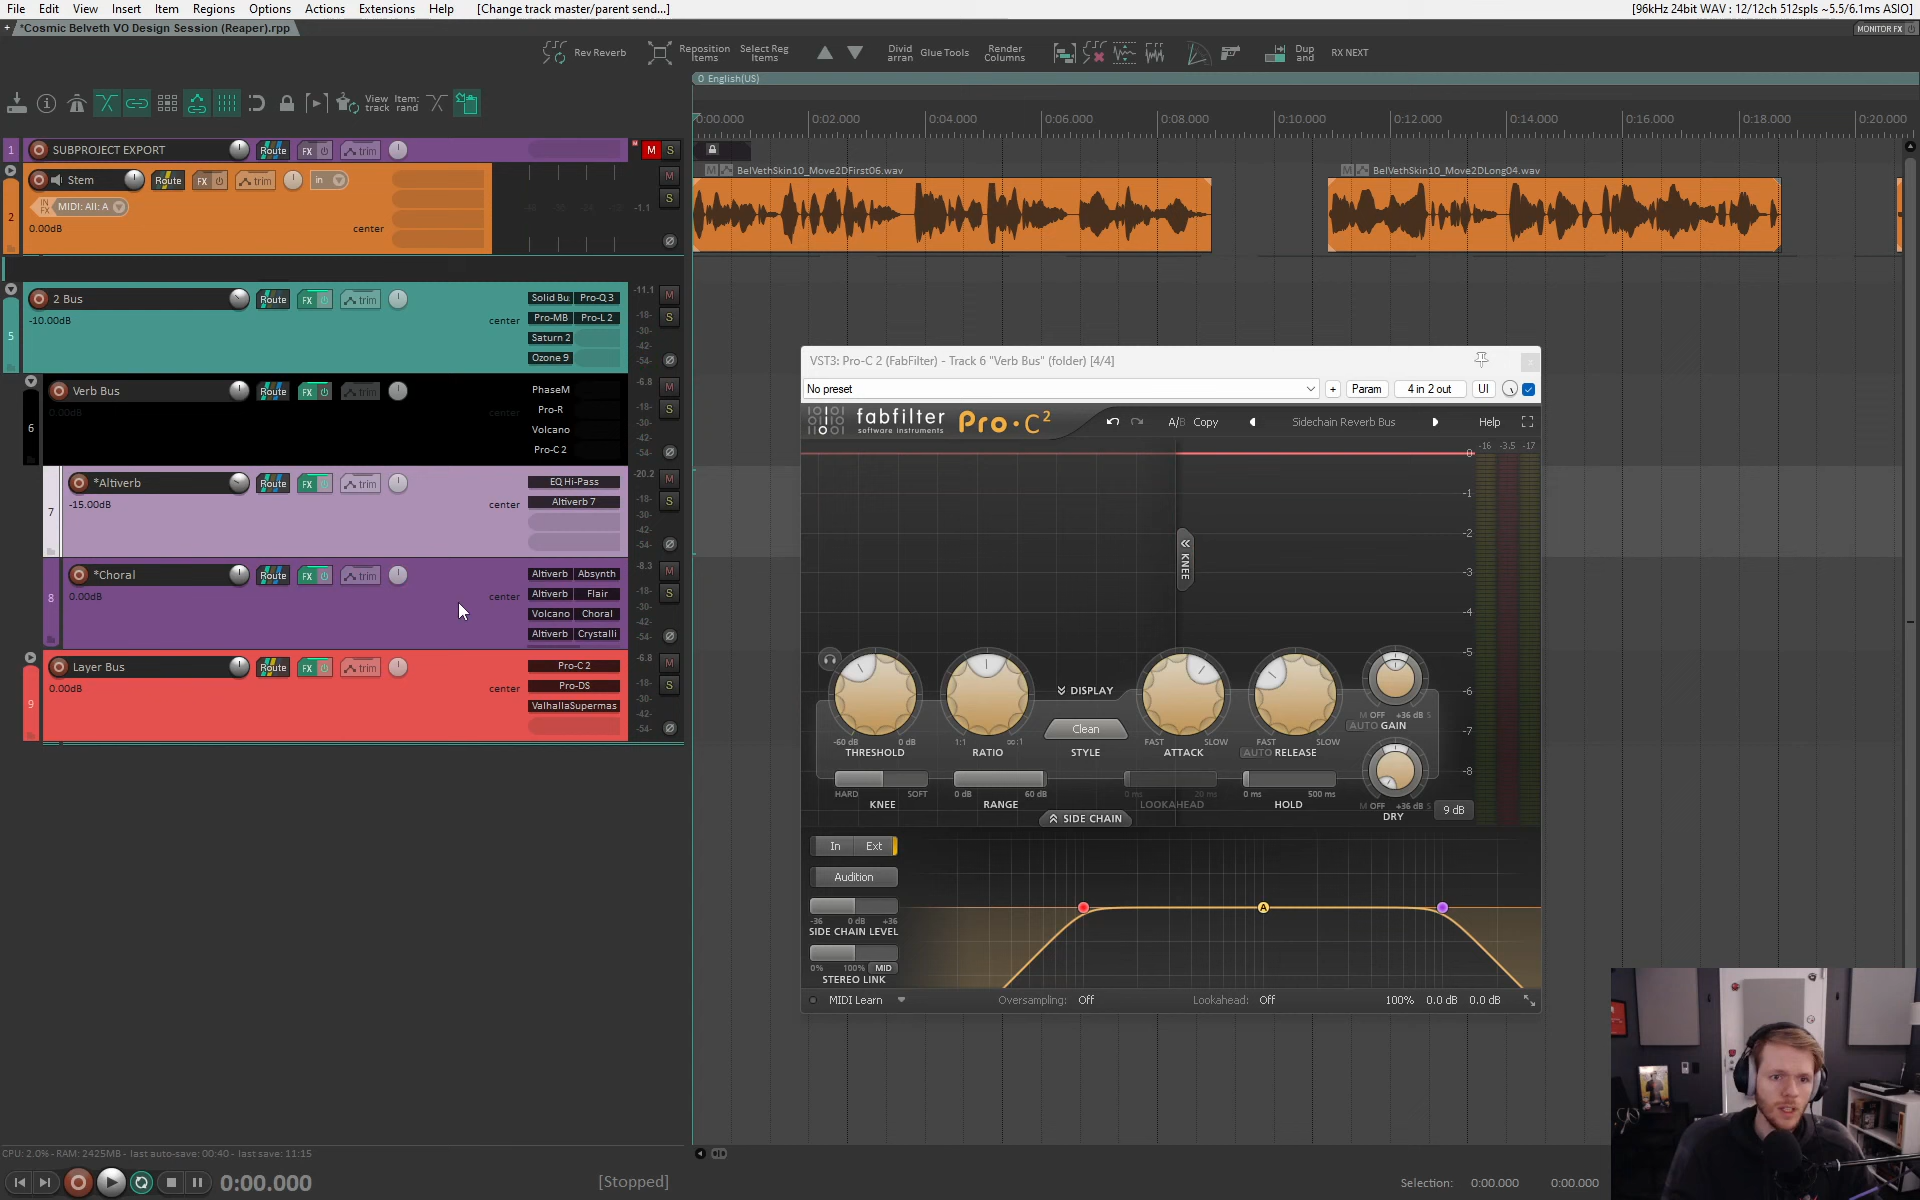 File Edit View Insert Item Regions Options Actions Extensions Help [Change track master/parent send...] [96kHz 24bit WAV : 12/12ch 512spls ~5.5/6.1ms ASIO]
+ *Cosmic Belveth VO Design Session (Reaper).rpp MONITOR FX
Rev Reverb Reposition Items Select Reg Items Divid arran Glue Tools Render Columns Dup and RX NEXT
0 English(US)
View track Item: rand
0:00.000 0:02.000 0:04.000 0:06.000 0:08.000 0:10.000 0:12.000 0:14.000 0:16.000 0:18.000 0:20.000
1 SUBPROJECT EXPORT Route FX trim M S
BelVethSkin10_Move2DFirst06.wav BelVethSkin10_Move2DLong04.wav
2 Stem Route FX trim in M S
IN FX MIDI: All: A -1.1
0.00dB center
5 2 Bus Route FX trim Solid Bu Pro-Q 3 -11.1 M S
-10.00dB center Pro-MB Pro-L 2 -18-
Saturn 2 -30- -42-
Ozone 9 -54-
6 Verb Bus Route FX trim PhaseM -6.8 M S
0.00dB center Pro-R -18-
Volcano -30- -42-
Pro-C 2 -54-
7 *Altiverb Route FX trim EQ Hi-Pass -20.2 M S
-15.00dB center Altiverb 7 -18-
-30- -42- -54-
8 *Choral Route FX trim Altiverb Absynth -8.3 M S
0.00dB center Altiverb Flair -18-
Volcano Choral -30- -42-
Altiverb Crystalli -54-
9 Layer Bus Route FX trim Pro-C 2 -6.8 M S
0.00dB center Pro-DS -18-
ValhallaSupermas -30- -42- -54-
VST3: Pro-C 2 (FabFilter) - Track 6 "Verb Bus" (folder) [4/4]
No preset + Param 4 in 2 out UI
fabfilter software instruments Pro·C² A/B Copy Sidechain Reverb Bus Help
-16 -3.5 -17
0
-1
-2
KNEE
-3
-4
-5
-6
-7
-8
DISPLAY
M OFF +36 dB S
AUTO GAIN
Clean
-60 dB 0 dB 1:1 ∞:1 FAST SLOW FAST SLOW
THRESHOLD RATIO STYLE ATTACK AUTO RELEASE
HARD SOFT 0 dB 60 dB 0 ms 20 ms 0 ms 500 ms
KNEE RANGE LOOKAHEAD HOLD
M OFF +36 dB S
DRY 9 dB
SIDE CHAIN
In Ext
Audition
-36 0 dB +36
SIDE CHAIN LEVEL
0% 100% MID
STEREO LINK
A
MIDI Learn Oversampling: Off Lookahead: Off 100% 0.0 dB 0.0 dB
CPU: 2.0% - RAM: 2425MB - last auto-save: 00:40 - last save: 11:15
0:00.000 [Stopped] Selection: 0:00.000 0:00.000